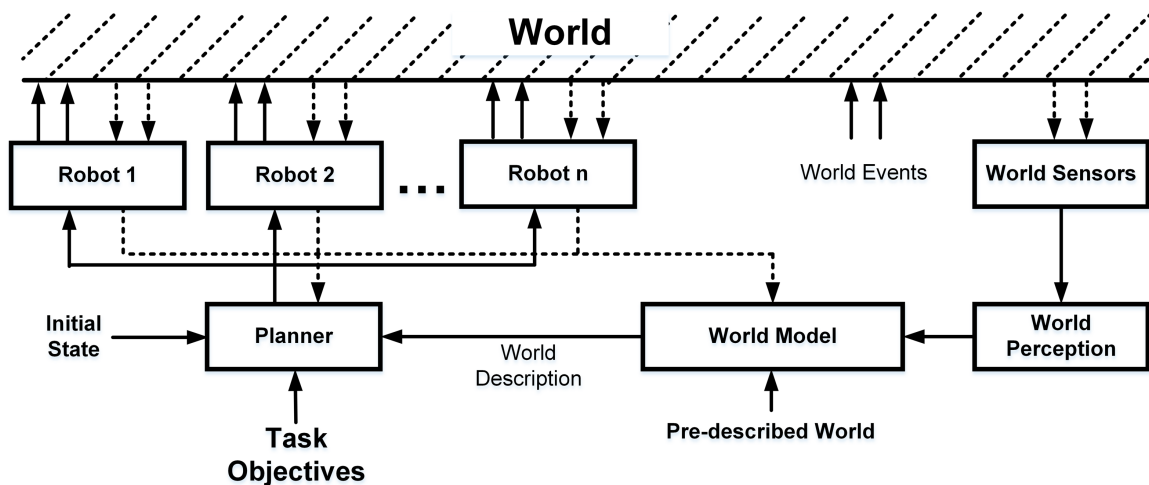 World
Robot 1
Robot 2
...
Robot n
World Events
World Sensors
Initial
State
Planner
World
Description
World Model
World
Perception
Task
Objectives
Pre-described World